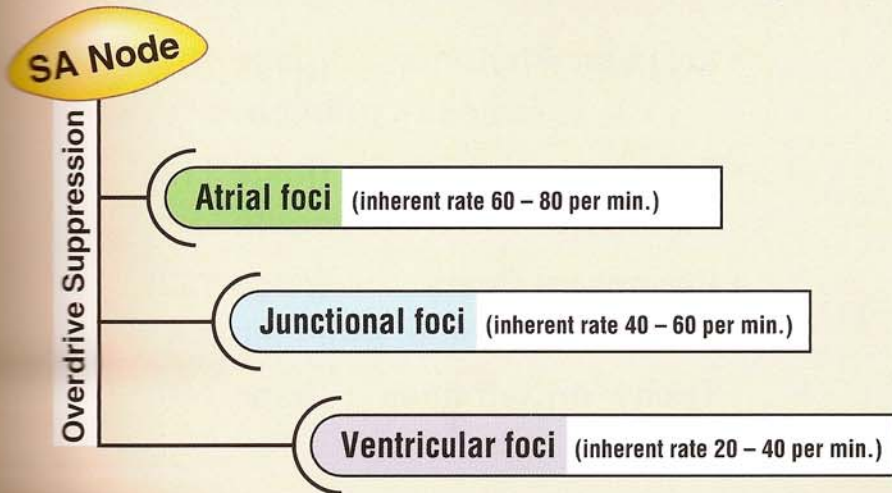 SA Node
Overdrive Suppression
Atrial foci (inherent rate 60 – 80 per min.)
Junctional foci (inherent rate 40 – 60 per min.)
Ventricular foci (inherent rate 20 – 40 per min.)